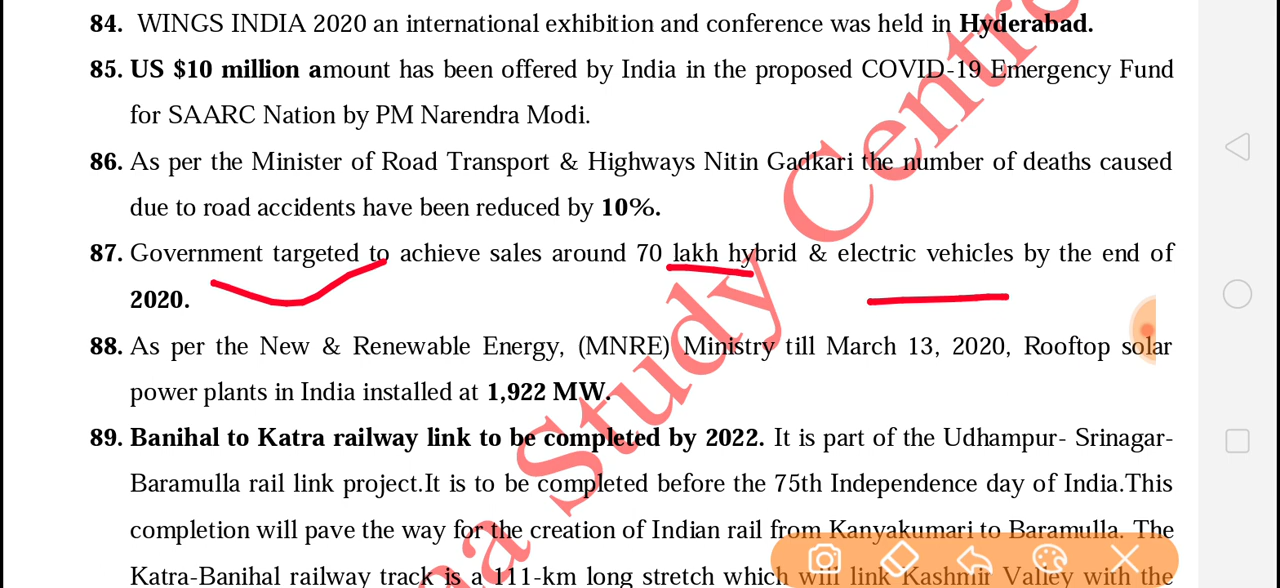 84. WINGS INDIA 2020 an international exhibition and conference was held in Hyderabad.
85. US $10 million amount has been offered by India in the proposed COVID-19 Emergency Fund
for SAARC Nation by PM Narendra Modi.
86. As per the Minister of Road Transport & Highways Nitin Gadkari the number of deaths caused
due to road accidents have been reduced by 10%.
87. Government targeted to achieve sales around 70 lakh hybrid & electric vehicles by the end of
2020.
88. As per the New & Renewable Energy, (MNRE) Ministry till March 13, 2020, Rooftop solar
power plants in India installed at 1,922 MW.
89. Banihal to Katra railway link to be completed by 2022. It is part of the Udhampur- Srinagar-
Baramulla rail link project.It is to be completed before the 75th Independence day of India.This
completion will pave the way for the creation of Indian rail from Kanyakumari to Baramulla. The
Katra-Banihal railway track is a 111-km long stretch which will link Kashmir Valley with the
Study Centre